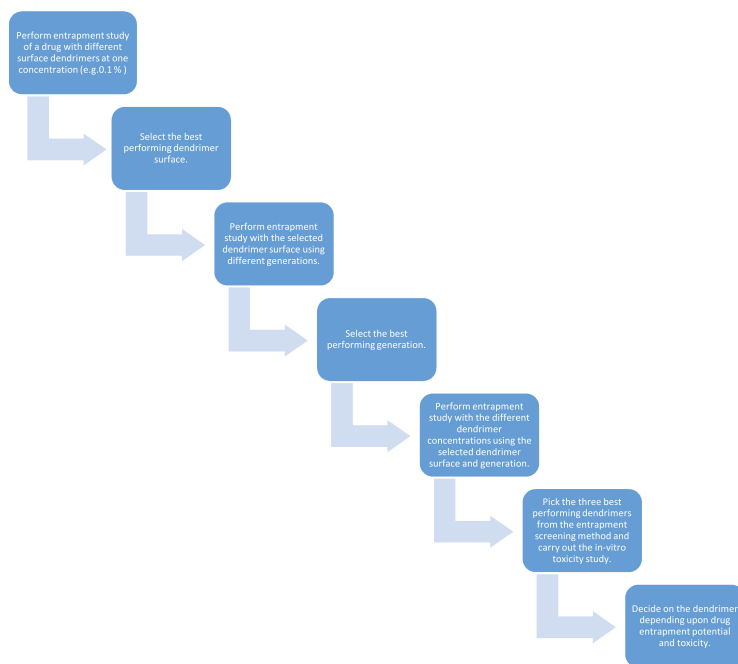 Perform entrapment study
of a drug with different
surface dendrimers at one
concentration (e.g.0.1% )
Select the best
performing dendrimer
surface.
Perform entrapment
study with the selected
dendrimer surface using
different generations.
Select the best
performing generation.
Perform entrapment
study with the different
dendrimer
concentrations using the
selected dendrimer
surface and generation.
Pick the three best
performing dendrimers
from the entrapment
screening method and
carry out the in-vitro
toxicity study.
Decide on the dendrimer
depending upon drug
entrapment potential
and toxicity.